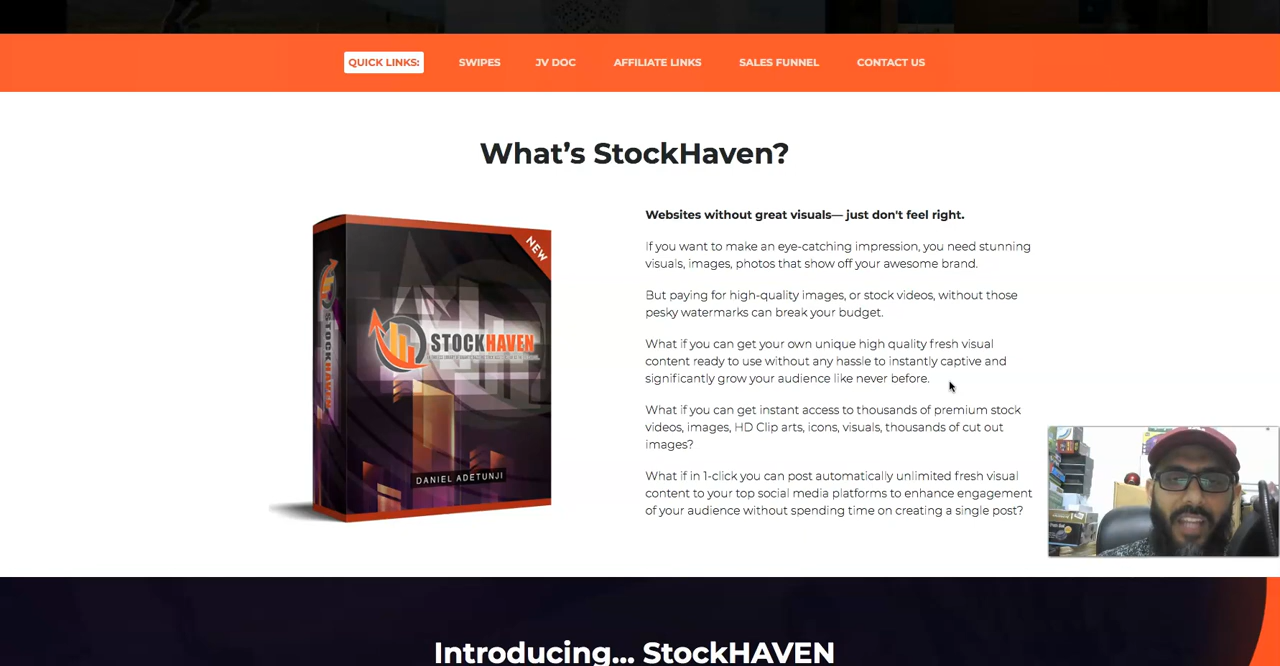 QUICK LINKS: SWIPES JV DOC AFFILIATE LINKS SALES FUNNEL CONTACT US
What's StockHaven?
NEW
STOCKHAVEN
STOCKHAVEN
DANIEL ADETUNJI
Websites without great visuals— just don't feel right.
If you want to make an eye-catching impression, you need stunning
visuals, images, photos that show off your awesome brand.
But paying for high-quality images, or stock videos, without those
pesky watermarks can break your budget.
What if you can get your own unique high quality fresh visual
content ready to use without any hassle to instantly captive and
significantly grow your audience like never before.
What if you can get instant access to thousands of premium stock
videos, images, HD Clip arts, icons, visuals, thousands of cut out
images?
What if in 1-click you can post automatically unlimited fresh visual
content to your top social media platforms to enhance engagement
of your audience without spending time on creating a single post?
Introducing... StockHAVEN